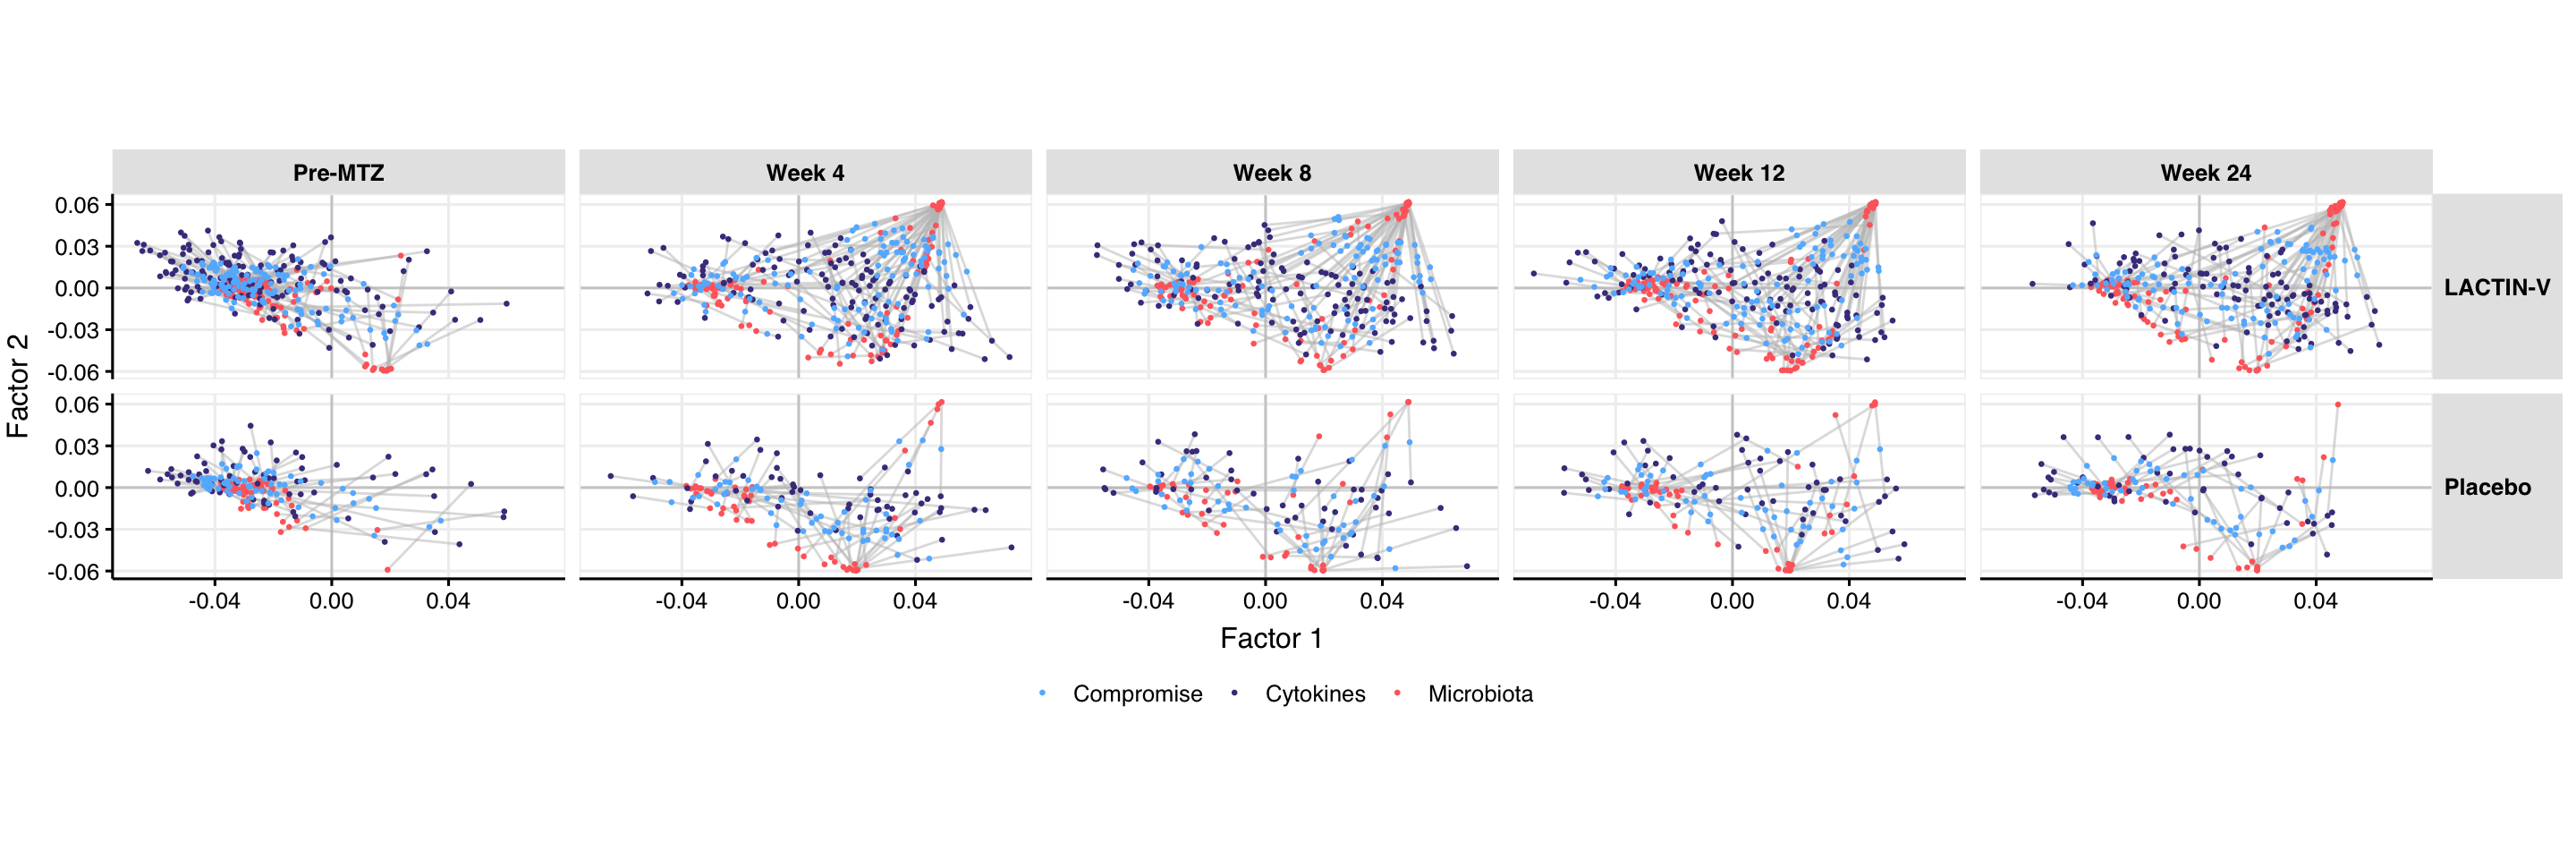 Pre-MTZ Week 4 Week 8 Week 12 Week 24
0.06
0.03
0.00
-0.03
-0.06
LACTIN-V
0.06
0.03
0.00
-0.03
-0.06
Placebo
Factor 2
-0.04 0.00 0.04 -0.04 0.00 0.04 -0.04 0.00 0.04 -0.04 0.00 0.04 -0.04 0.00 0.04
Factor 1
Compromise Cytokines Microbiota